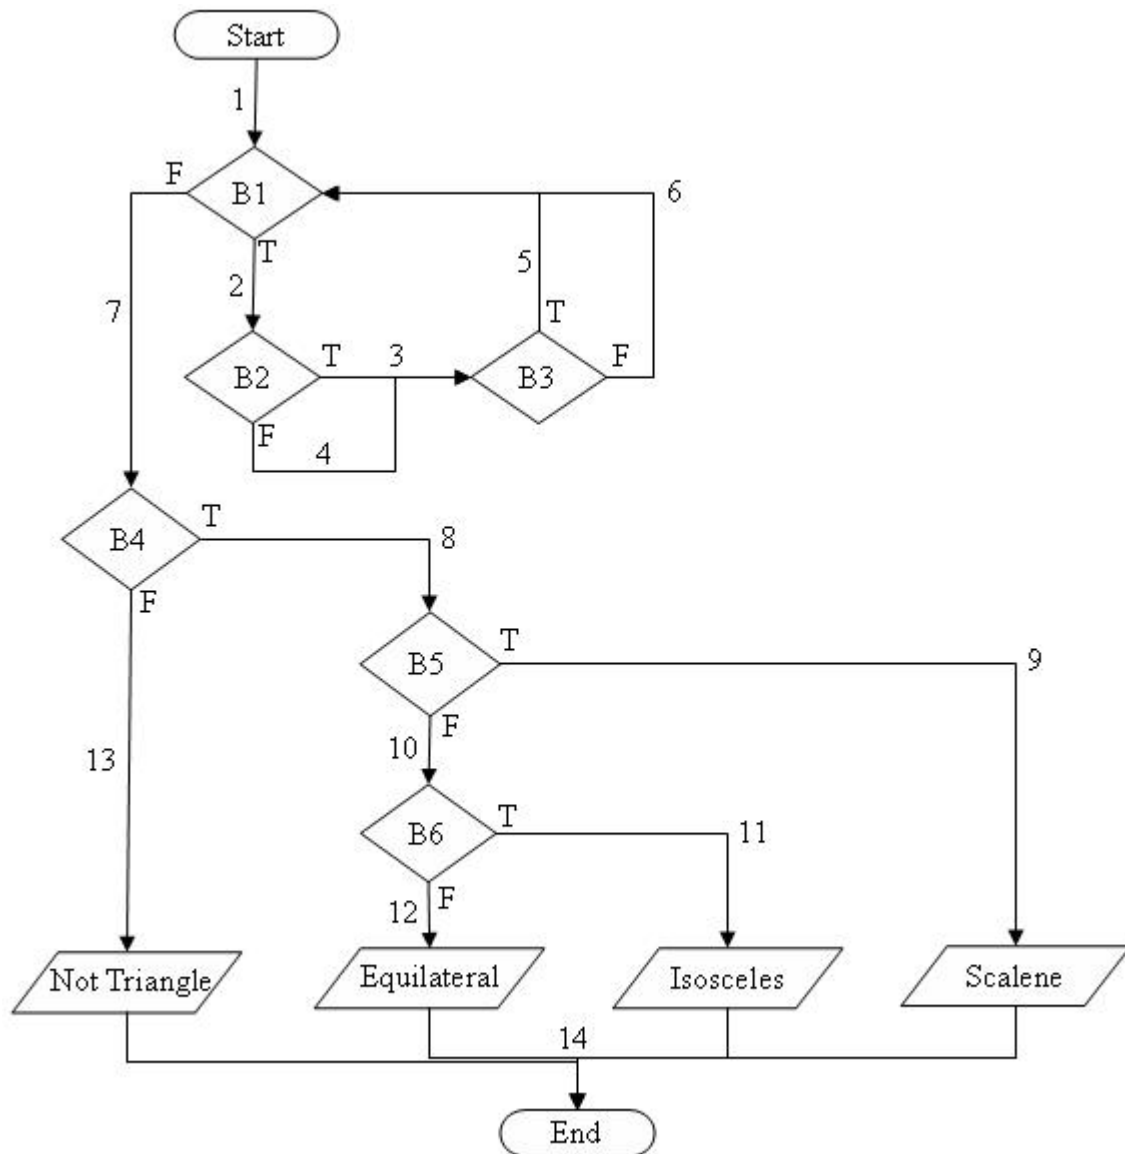 Start
1
F
B1
T
6
5
2
7
T
T
3
F
B2
B3
F
4
T
8
B4
F
T
9
B5
F
10
13
T
11
B6
F
12
Not Triangle
Equilateral
Isosceles
Scalene
14
End